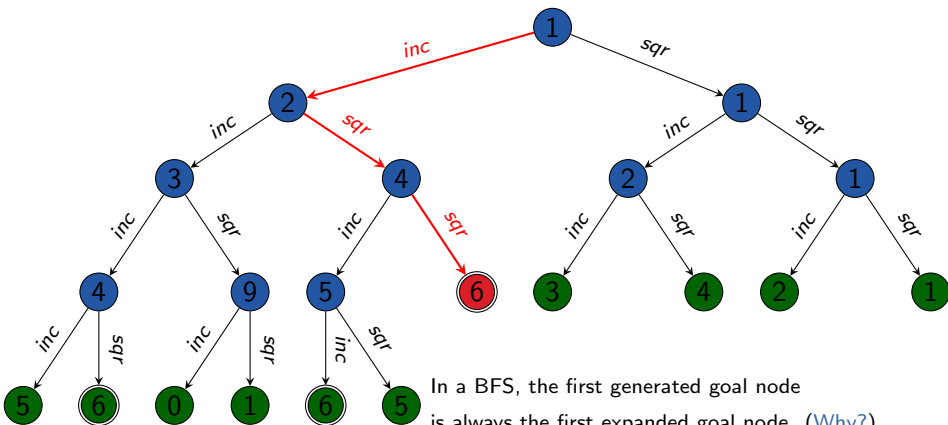 1
inc
sqr
2
1
inc
sqr
inc
sqr
3
4
2
1
inc
sqr
inc
sqr
inc
sqr
inc
sqr
4
9
5
6
3
4
2
1
inc
sqr
inc
sqr
inc
sqr
5
6
0
1
6
5
In a BFS, the first generated goal node
is always the first expanded goal node. (Why?)